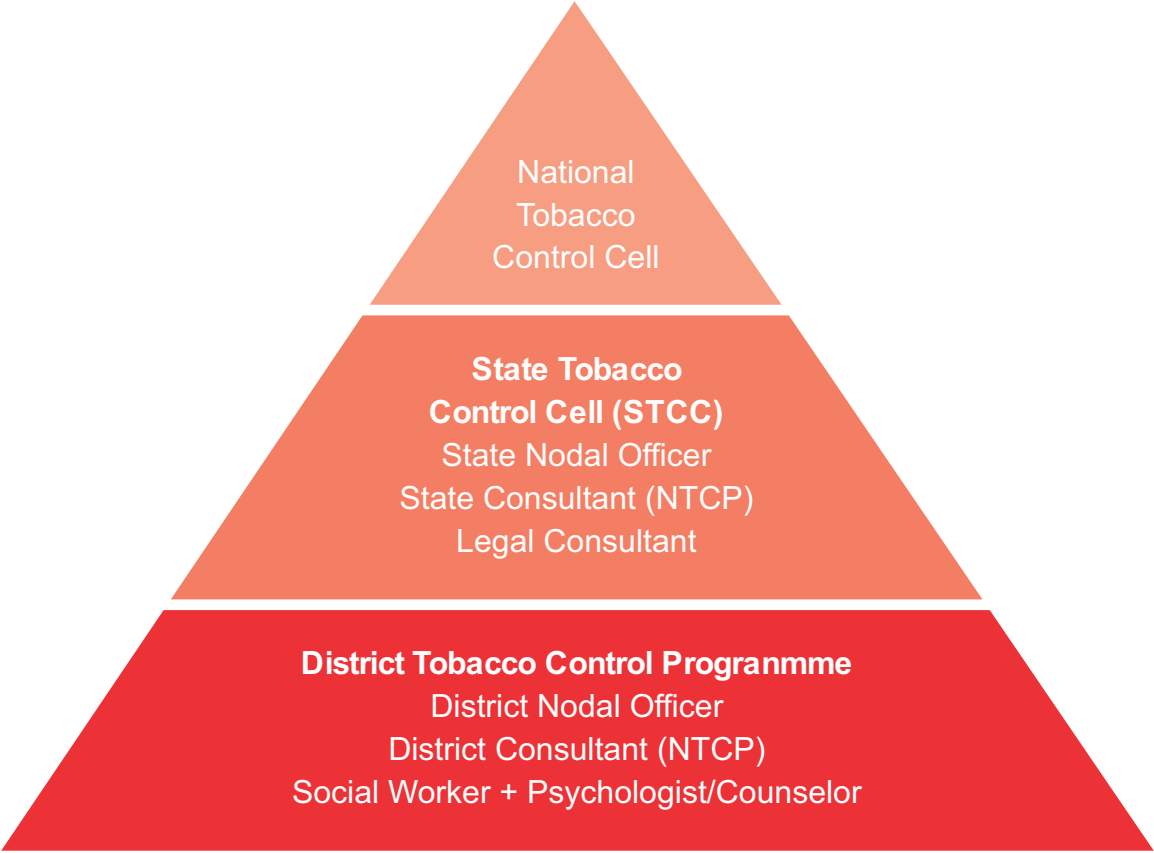 National
Tobacco
Control Cell
State Tobacco
Control Cell (STCC)
State Nodal Officer
State Consultant (NTCP)
Legal Consultant
District Tobacco Control Progranmme
District Nodal Officer
District Consultant (NTCP)
Social Worker + Psychologist/Counselor